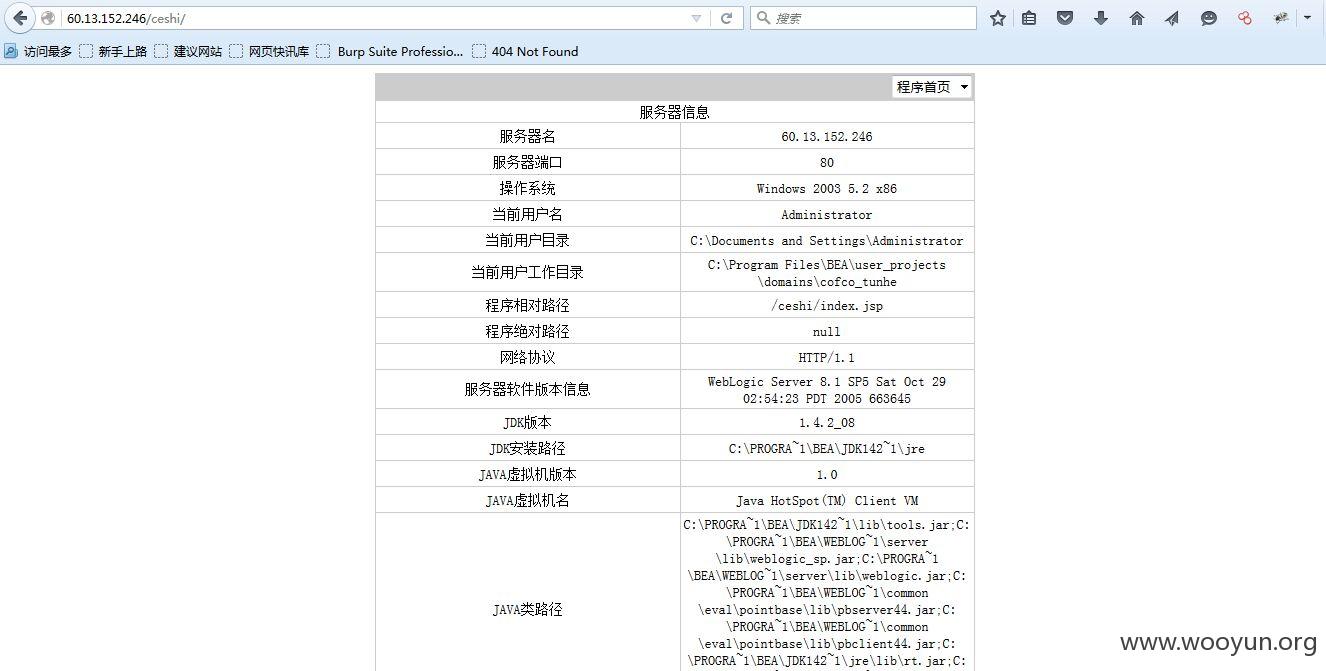 60.13.152.246/ceshi/
搜索
访问最多 新手上路 建议网站 网页快讯库 Burp Suite Professio... 404 Not Found
程序首页
服务器信息
服务器名 60.13.152.246
服务器端口 80
操作系统 Windows 2003 5.2 x86
当前用户名 Administrator
当前用户目录 C:\Documents and Settings\Administrator
当前用户工作目录 C:\Program Files\BEA\user_projects
\domains\cofco_tunhe
程序相对路径 /ceshi/index.jsp
程序绝对路径 null
网络协议 HTTP/1.1
服务器软件版本信息 WebLogic Server 8.1 SP5 Sat Oct 29
02:54:23 PDT 2005 663645
JDK版本 1.4.2_08
JDK安装路径 C:\PROGRA~1\BEA\JDK142~1\jre
JAVA虚拟机版本 1.0
JAVA虚拟机名 Java HotSpot(TM) Client VM
JAVA类路径 C:\PROGRA~1\BEA\JDK142~1\lib\tools.jar;C:
\PROGRA~1\BEA\WEBLOG~1\server
\lib\weblogic_sp.jar;C:\PROGRA~1
\BEA\WEBLOG~1\server\lib\weblogic.jar;C:
\PROGRA~1\BEA\WEBLOG~1\common
\eval\pointbase\lib\pbserver44.jar;C:
\PROGRA~1\BEA\WEBLOG~1\common
\eval\pointbase\lib\pbclient44.jar;C:
\PROGRA~1\BEA\JDK142~1\jre\lib\rt.jar;C:
www.wooyun.org